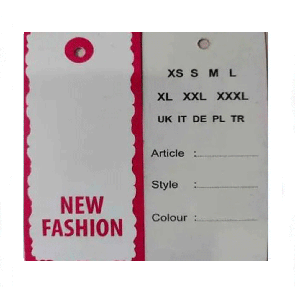 NEW
FASHION
XS S M L
XL XXL XXXL
UK IT DE PL TR
Article :....................
Style :....................
Colour :....................